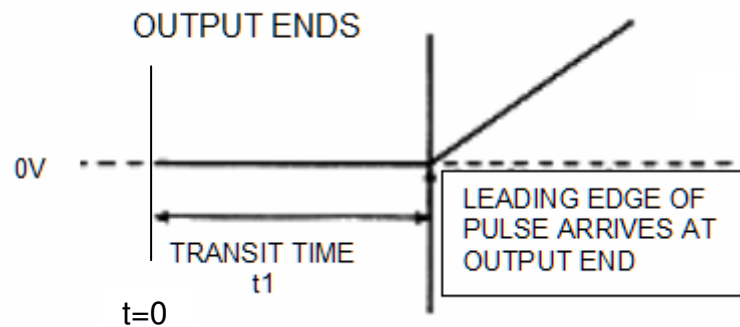 OUTPUT ENDS
0V
LEADING EDGE OF
PULSE ARRIVES AT
OUTPUT END
TRANSIT TIME
t1
t=0